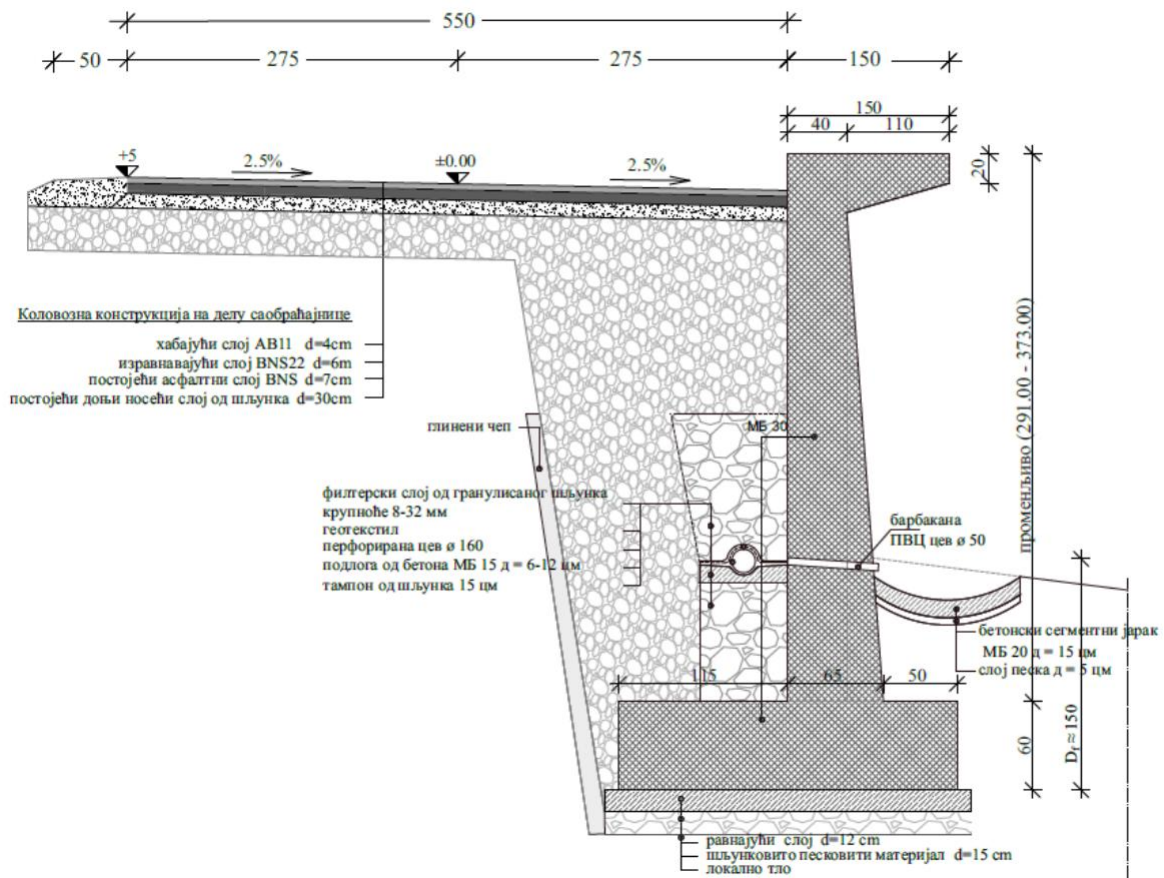 550
50
275
275
150
150
40
110
20
+5
2.5%
±0.00
2.5%
Коловозна конструкција на делу саобраћајнице
хабајући слој AB11 d=4cm
изравнавајући слој BNS22 d=6m
постојећи асфалтни слој BNS d=7cm
постојећи доњи носећи слој од шљунка d=30cm
глинени чеп
МБ 30
филтерски слој од гранулисаног шљунка
крупноће 8-32 мм
геотекстил
перфорирана цев ø 160
подлога од бетона МБ 15 д = 6-12 цм
тампон од шљунка 15 цм
барбакана
ПВЦ цев ø 50
променљиво (291.00 - 373.00)
бетонски сегментни јарак
МБ 20 д = 15 цм
слој песка д = 5 цм
115
65
50
60
Df ≈ 150
равнајући слој d=12 cm
шљунковито песковити материјал d=15 cm
локално тло